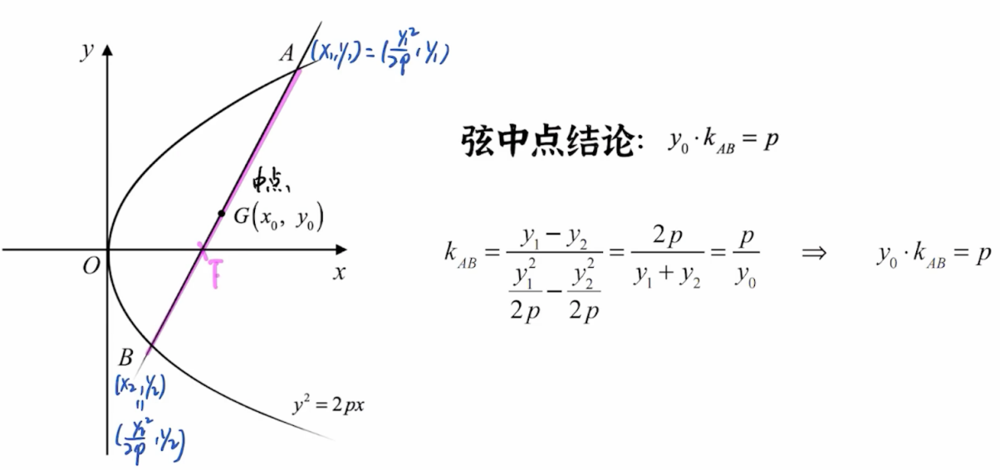 y
A (x₁,y₁)=(y₁²/2p,y₁)
弦中点结论: y₀·k_AB = p
中点
G(x₀, y₀)
k_AB = (y₁−y₂)/(y₁²/2p − y₂²/2p) = 2p/(y₁+y₂) = p/y₀ ⇒ y₀·k_AB = p
O
F
x
B
(x₂,y₂)
=
(y₂²/2p,y₂)
y² = 2px